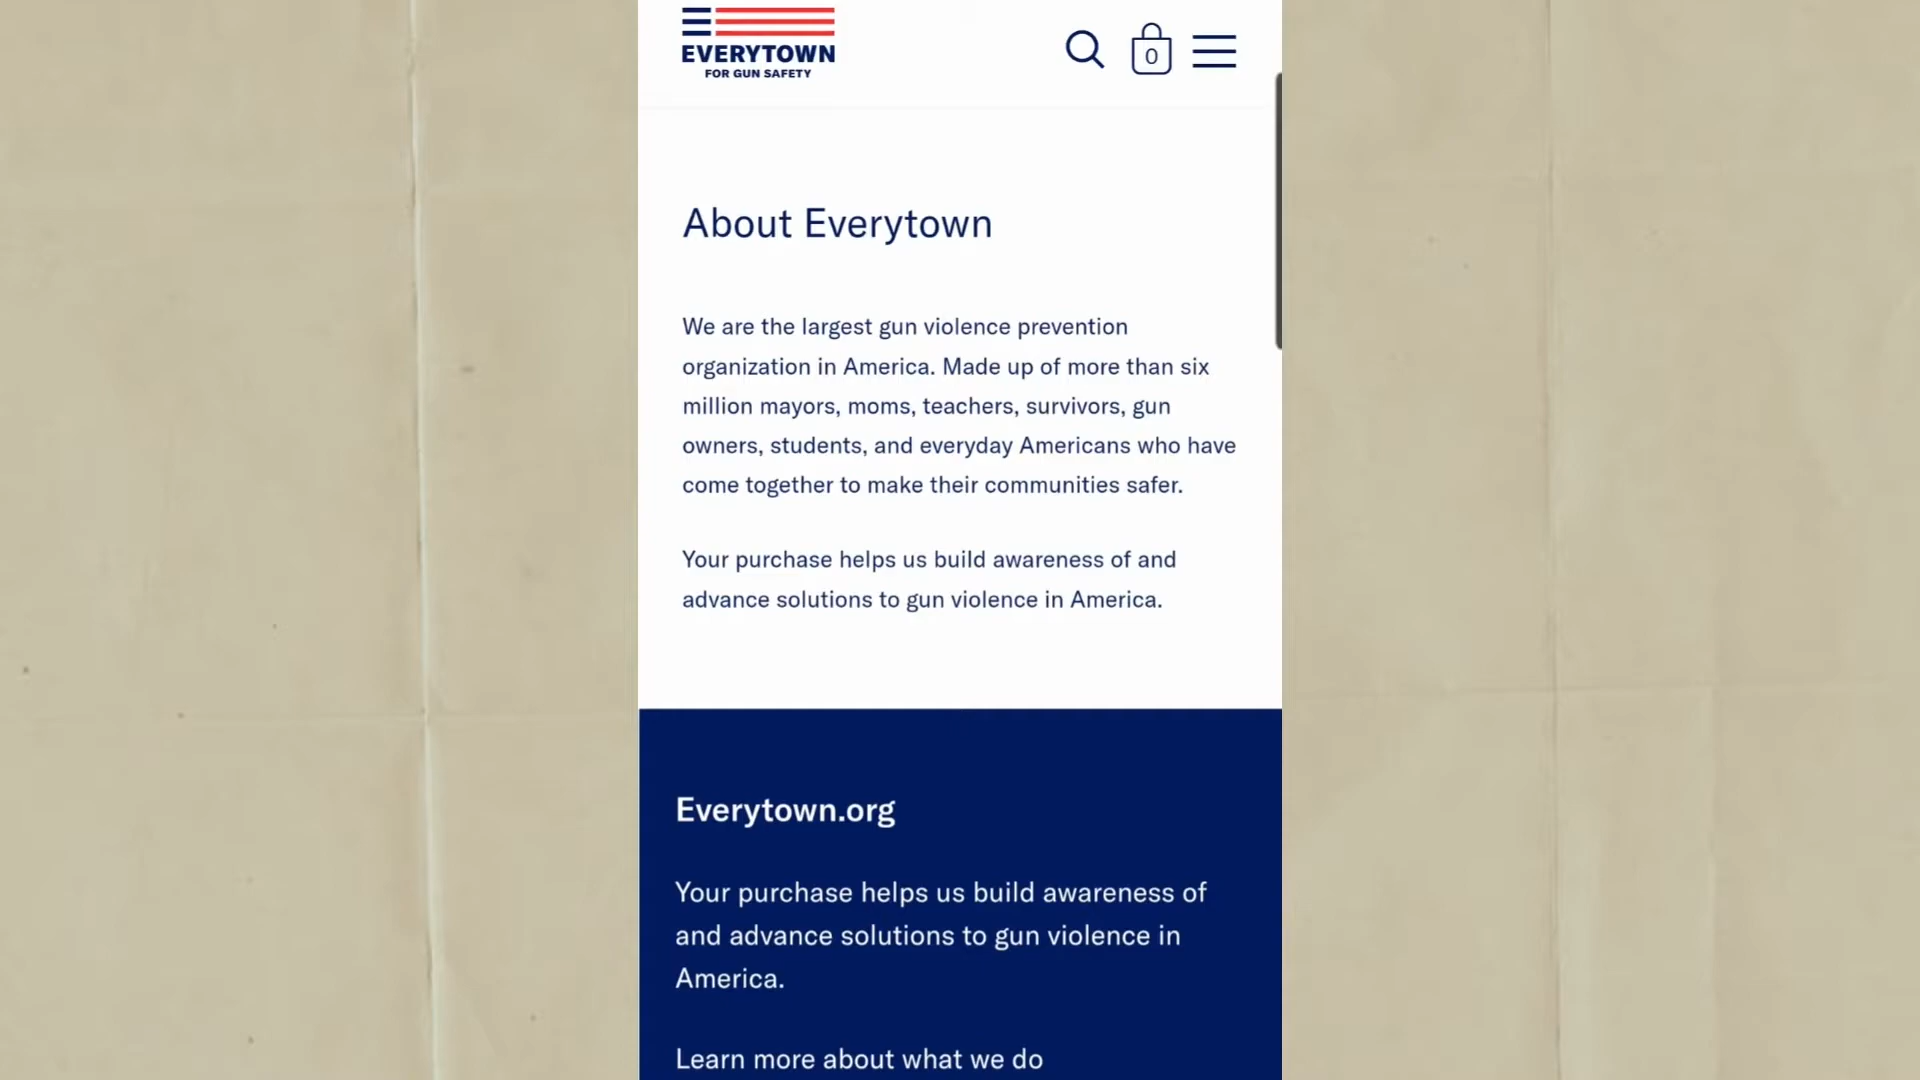 EVERYTOWN
FOR GUN SAFETY
0
About Everytown
We are the largest gun violence prevention
organization in America. Made up of more than six
million mayors, moms, teachers, survivors, gun
owners, students, and everyday Americans who have
come together to make their communities safer.
Your purchase helps us build awareness of and
advance solutions to gun violence in America.
Everytown.org
Your purchase helps us build awareness of
and advance solutions to gun violence in
America.
Learn more about what we do